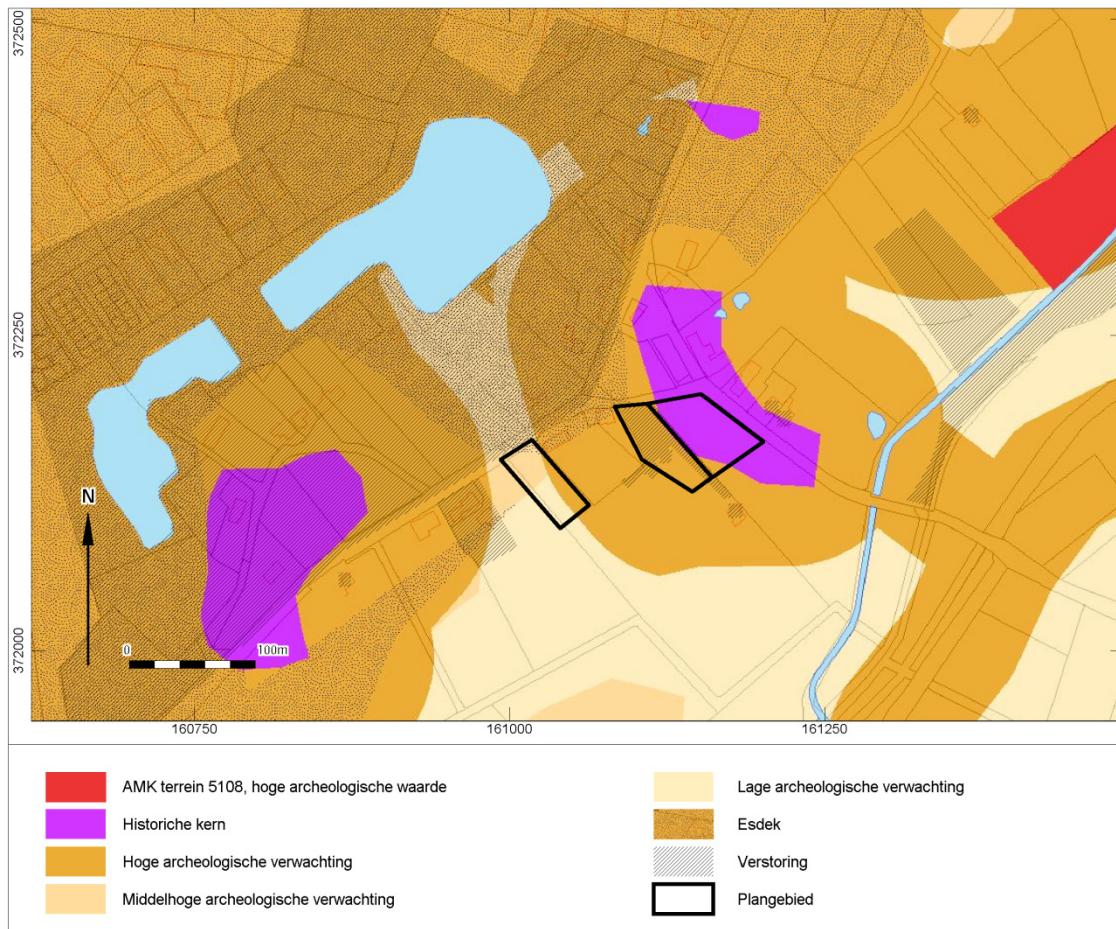 372500
372250
372000
N
0 100m
160750 161000 161250
AMK terrein 5108, hoge archeologische waarde
Historiche kern
Hoge archeologische verwachting
Middelhoge archeologische verwachting
Lage archeologische verwachting
Esdek
Verstoring
Plangebied